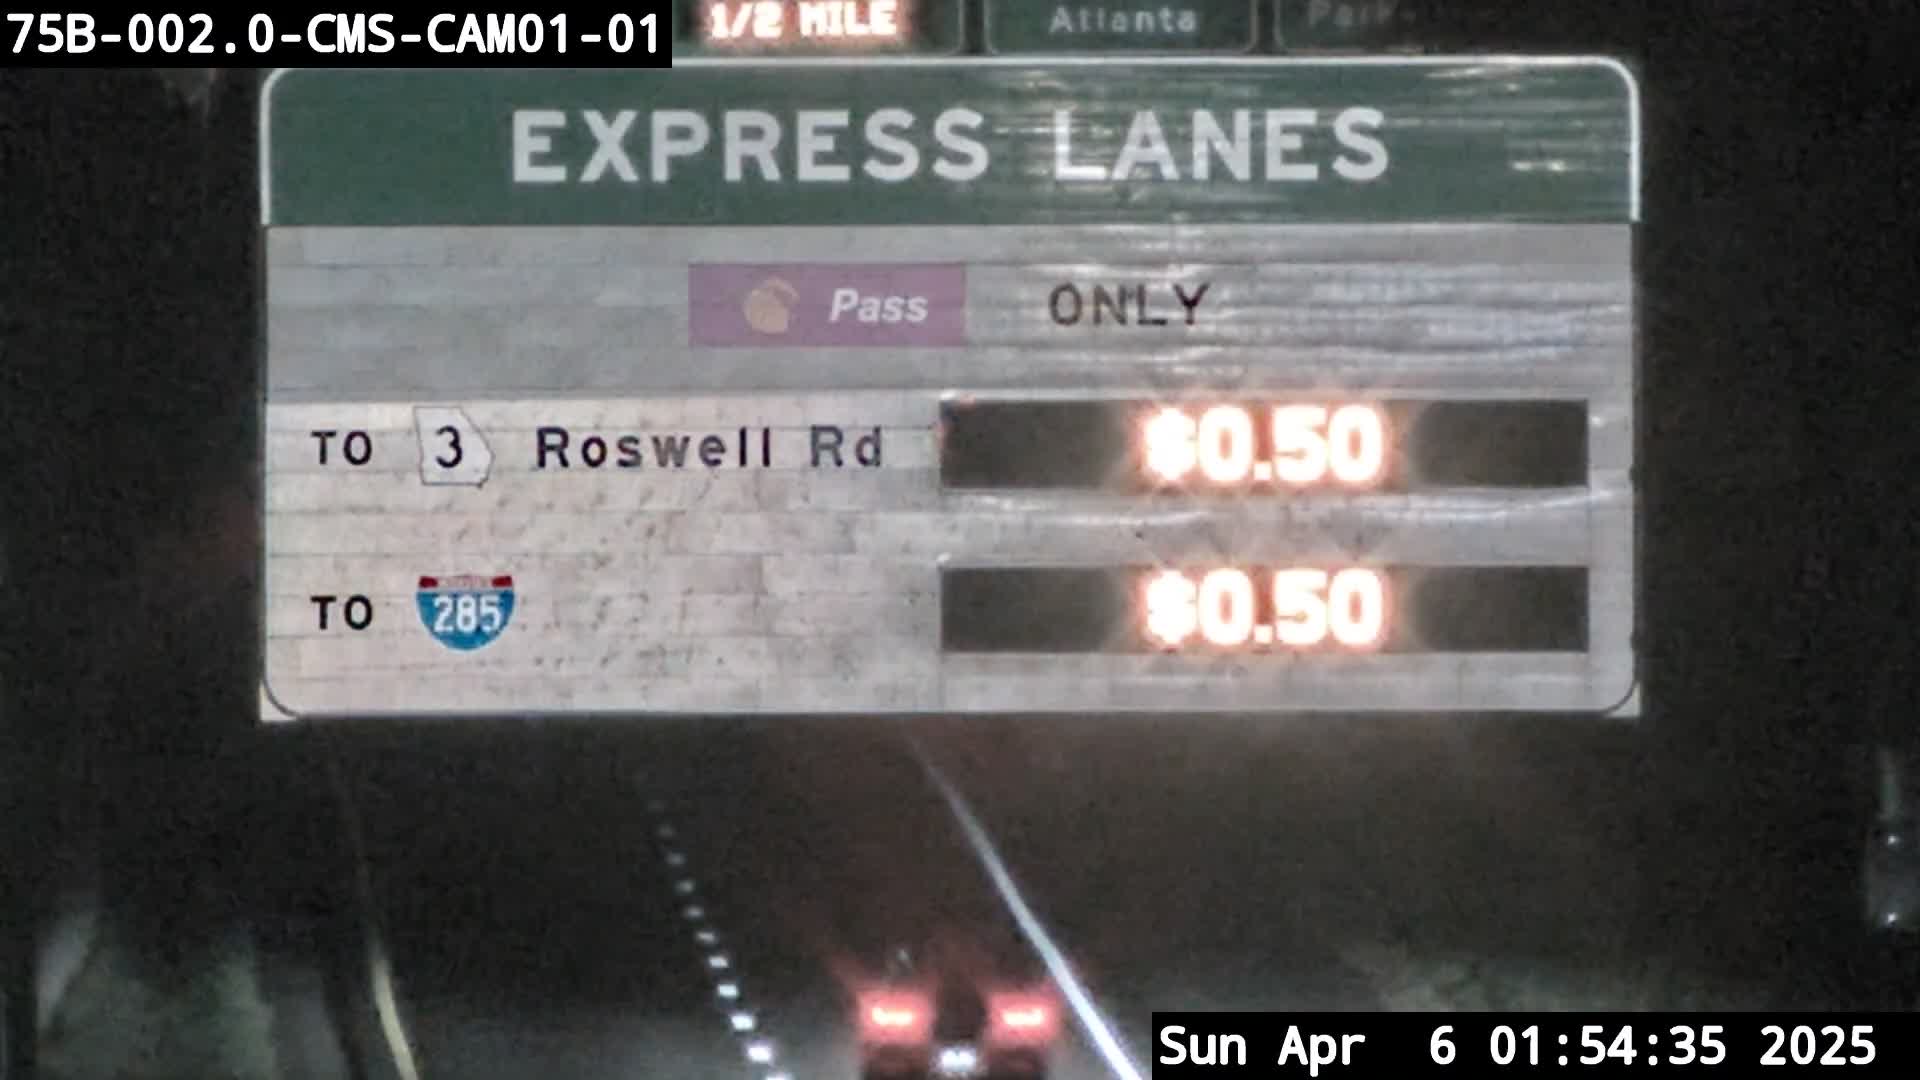 75B-002.0-CMS-CAM01-01
1/2 MILE
Atlanta
EXPRESS LANES
Pass ONLY
TO 3 Roswell Rd $0.50
TO 285 $0.50
Sun Apr 6 01:54:35 2025